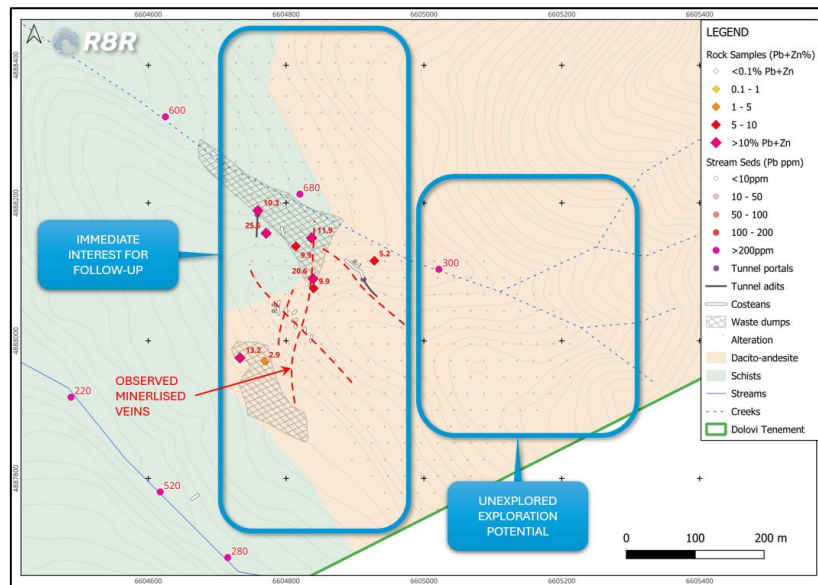 6604600
6604800
6605000
6605200
6605400
4888400
4888200
4888000
4887800
R8R
600
680
300
220
520
280
10.3
25.5
11.9
9.9
5.2
20.6
9.9
13.2
2.9
R-1
IMMEDIATE
INTEREST FOR
FOLLOW-UP
OBSERVED
MINERLISED
VEINS
UNEXPLORED
EXPLORATION
POTENTIAL
LEGEND
Rock Samples (Pb+Zn%)
<0.1% Pb+Zn
0.1 - 1
1 - 5
5 - 10
>10% Pb+Zn
Stream Seds (Pb ppm)
<10ppm
10 - 50
50 - 100
100 - 200
>200ppm
Tunnel portals
Tunnel adits
Costeans
Waste dumps
Alteration
Dacito-andesite
Schists
Streams
Creeks
Dolovi Tenement
0 100 200 m